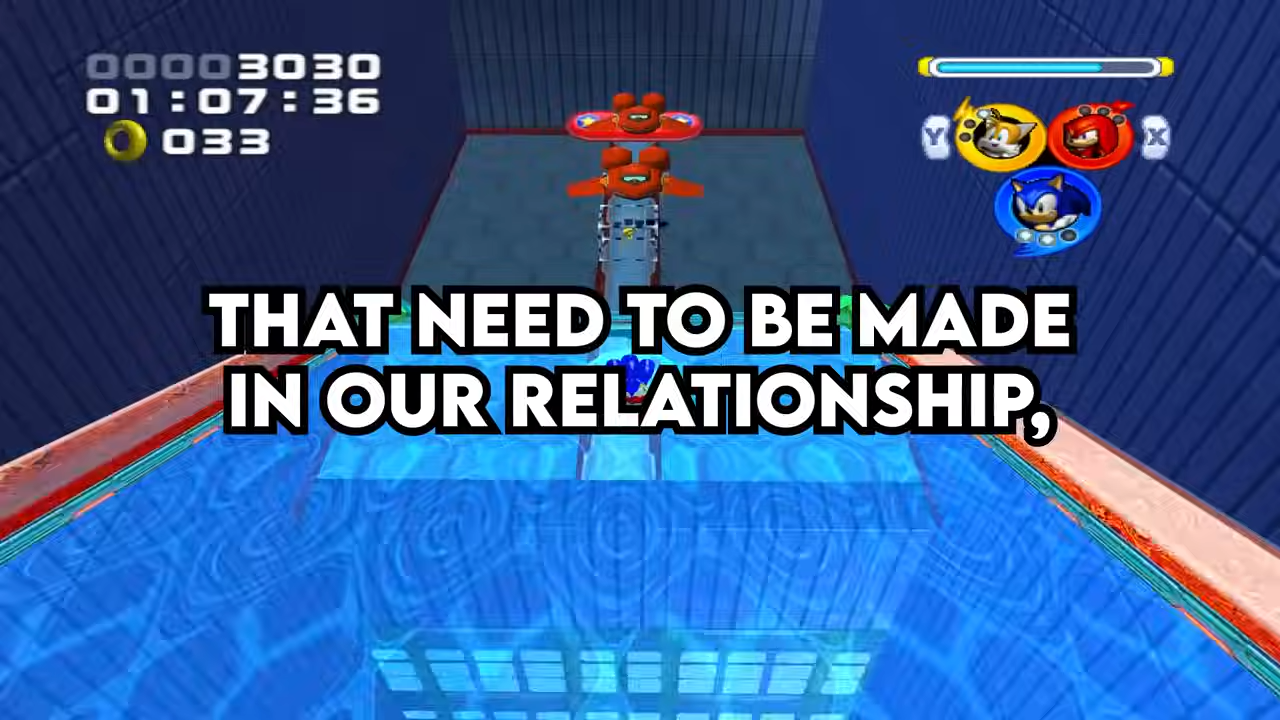 00003030
01:07:36
033
Y X
THAT NEED TO BE MADE
IN OUR RELATIONSHIP,